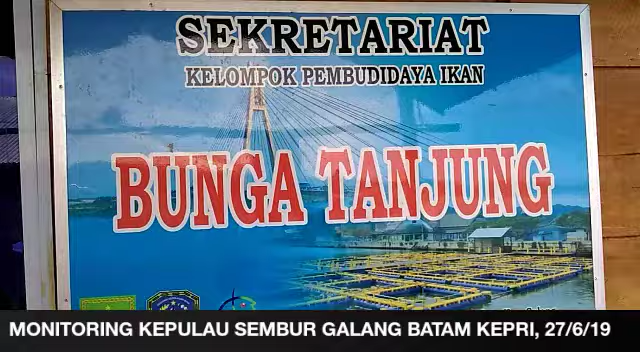 SEKRETARIAT
KELOMPOK PEMBUDIDAYA IKAN
BUNGA TANJUNG
MONITORING KEPULAU SEMBUR GALANG BATAM KEPRI, 27/6/19